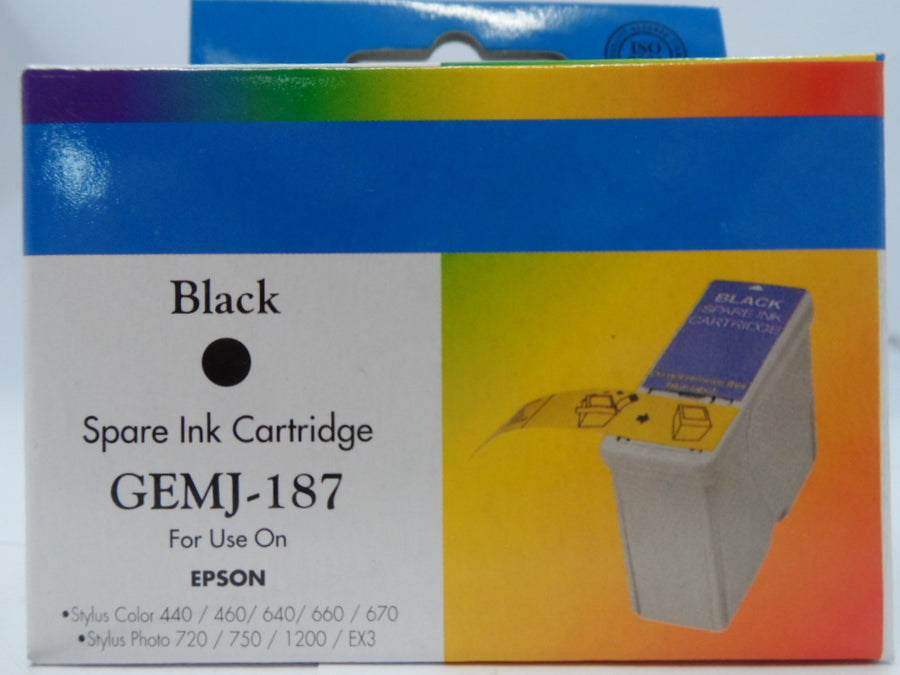 ISO
Black
Spare Ink Cartridge
GEMJ-187
For Use On
EPSON
•Stylus Color 440 / 460/ 640/ 660 / 670
•Stylus Photo 720 / 750 / 1200 / EX3
BLACK
SPARE INK
CARTRIDGE